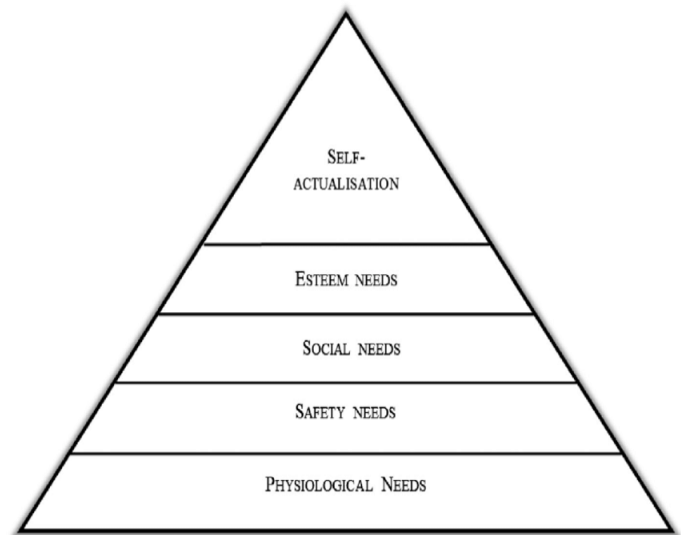 SELF-
ACTUALISATION
ESTEEM NEEDS
SOCIAL NEEDS
SAFETY NEEDS
PHYSIOLOGICAL NEEDS